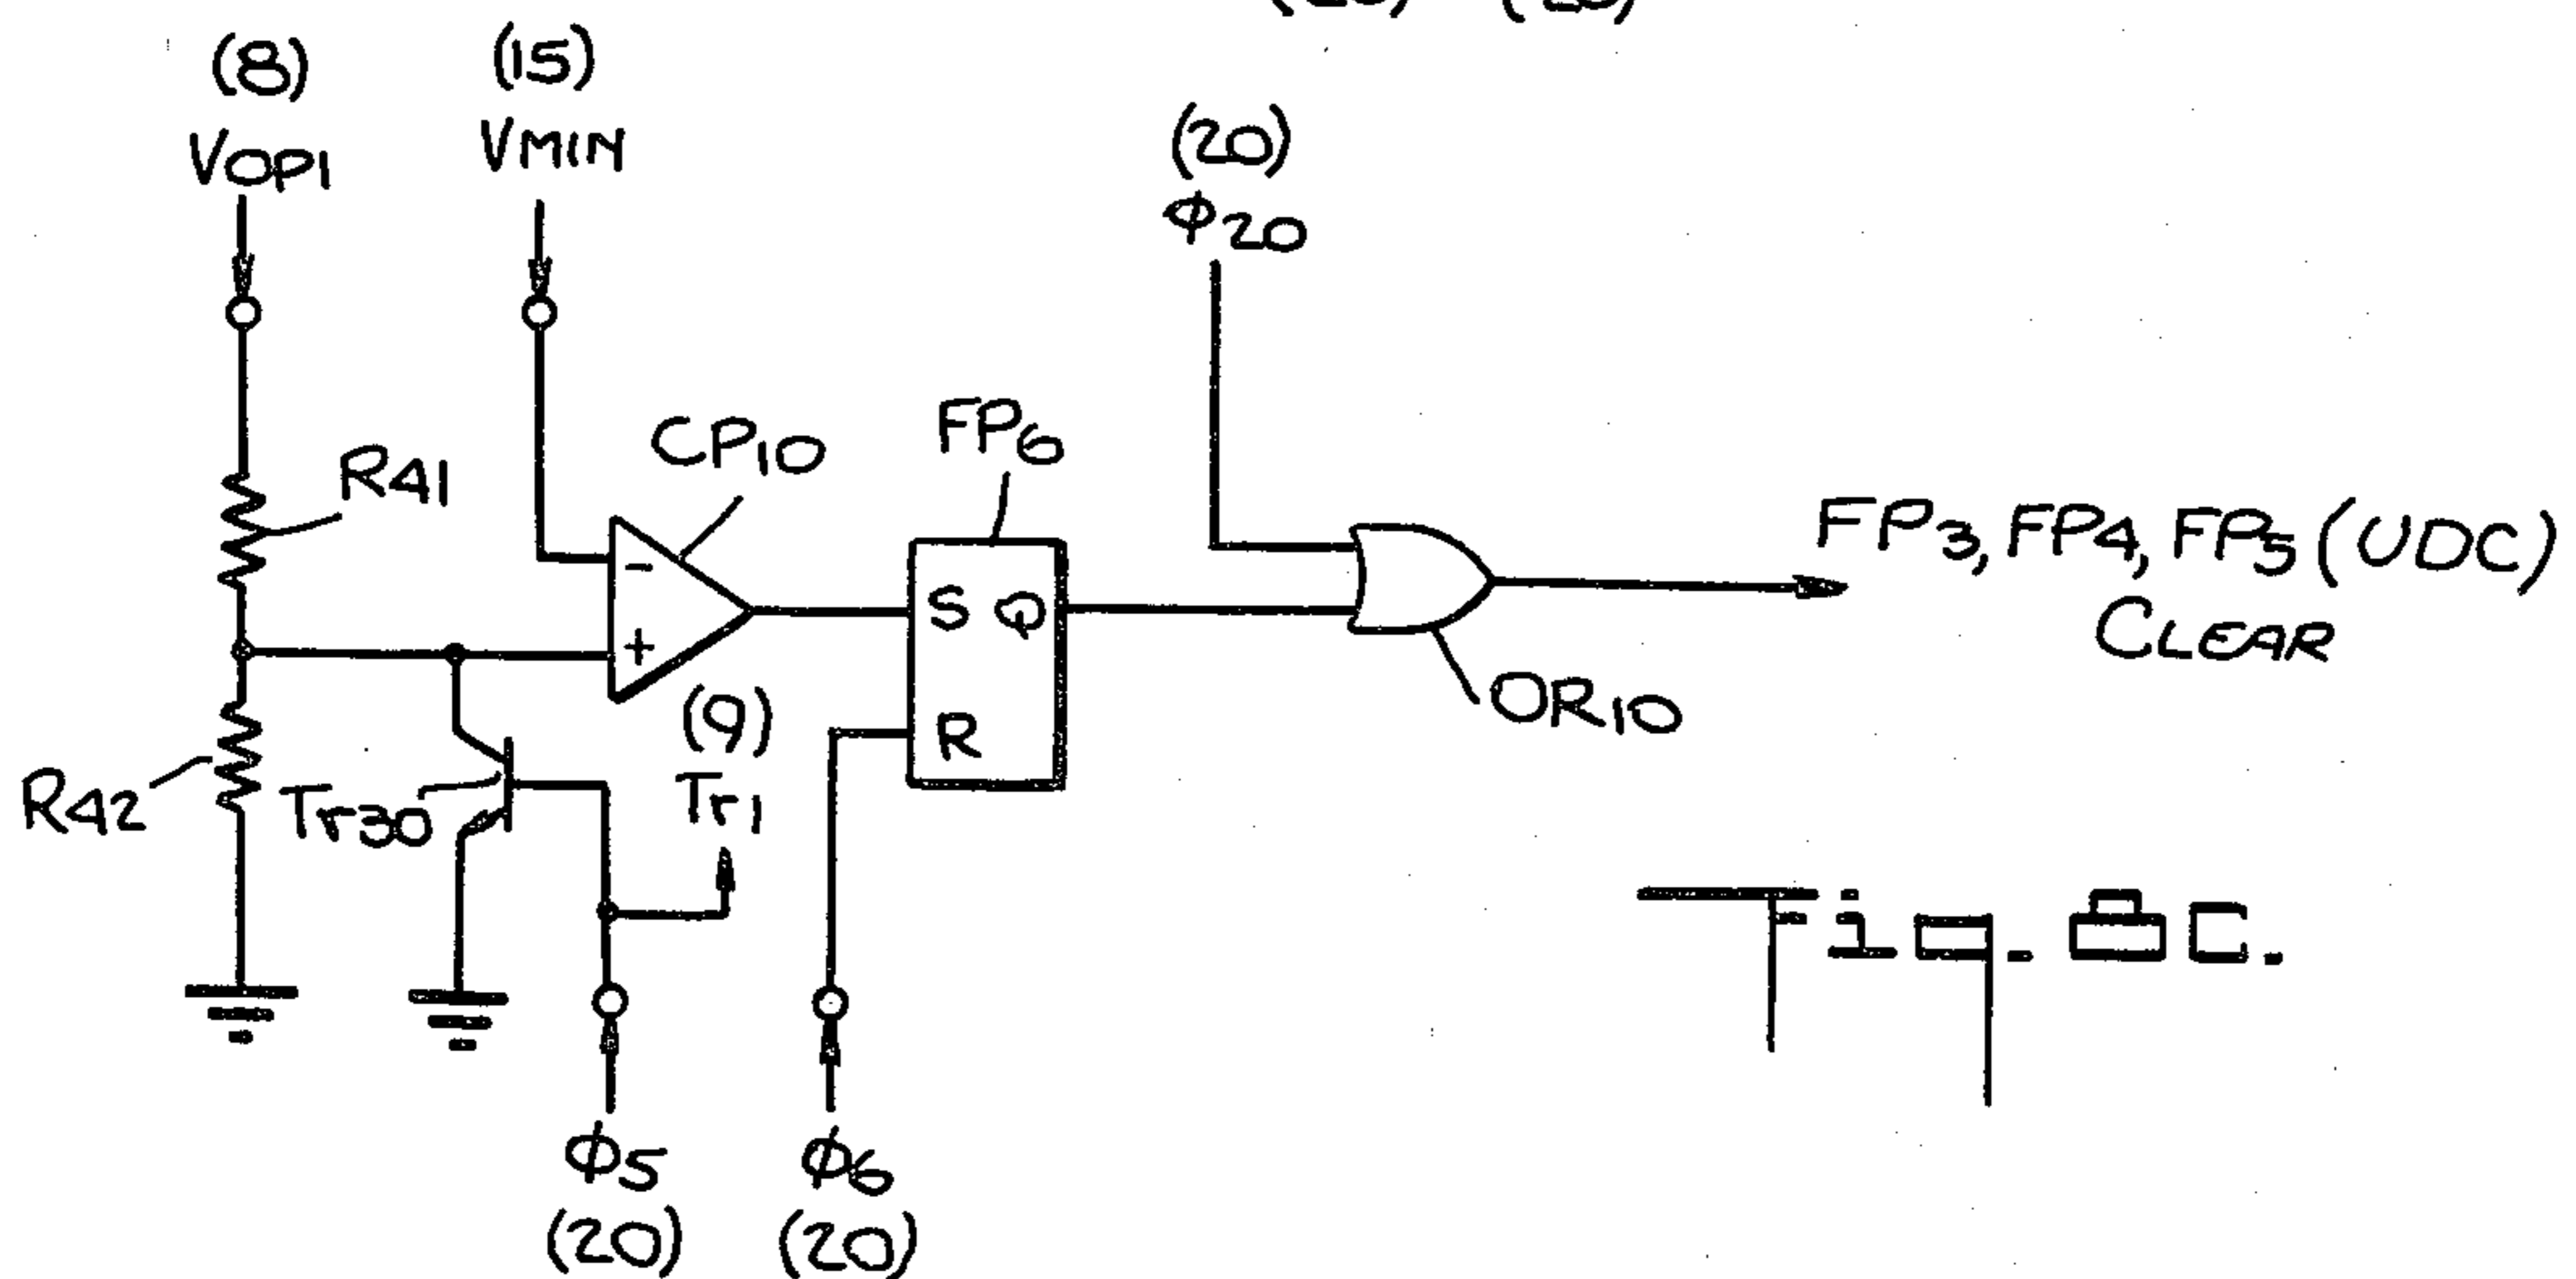 (8)
VOP1
(15)
VMIN
(20)
φ20
R41
CP10
FP6
-
+
S Q
R
FP3, FP4, FP5 (UDC)
CLEAR
OR10
(9)
Tr1
R42
Tr30
φ5
(20)
φ6
(20)
Fig. 8C.